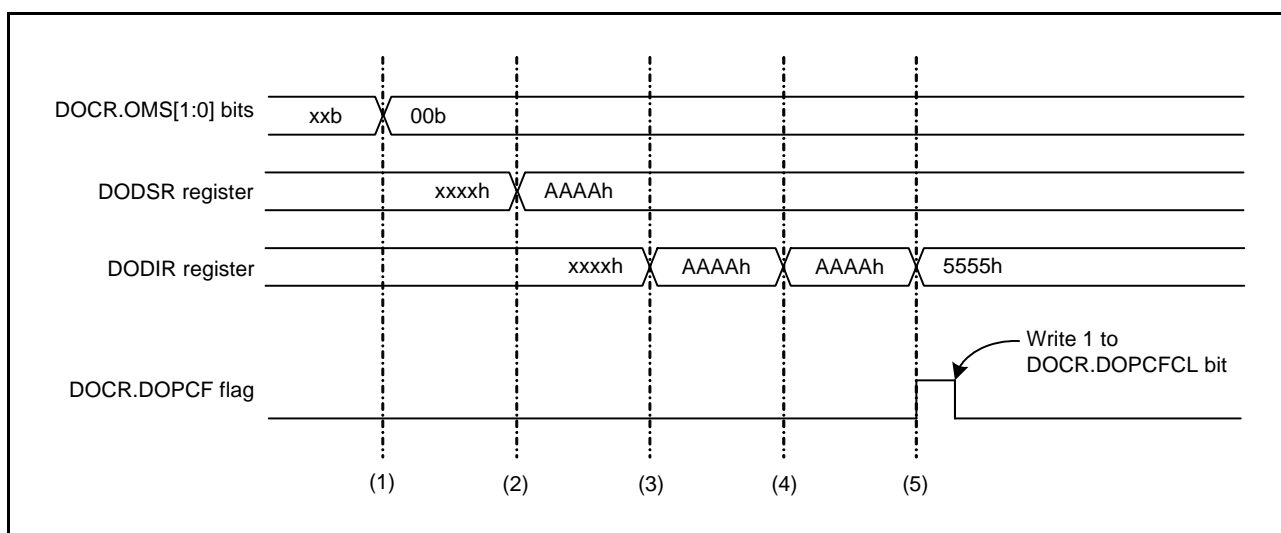 DOCR.OMS[1:0] bits
xxb
00b
DODSR register
xxxxh
AAAAh
DODIR register
xxxxh
AAAAh
AAAAh
5555h
Write 1 to
DOCR.DOPCFCL bit
DOCR.DOPCF flag
(1)
(2)
(3)
(4)
(5)